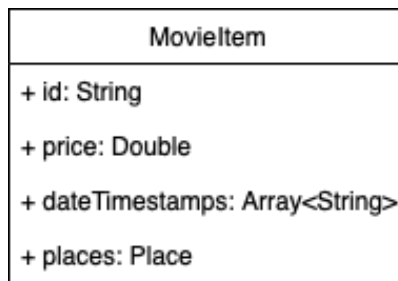 MovieItem
+ id: String
+ price: Double
+ dateTimestamps: Array<String>
+ places: Place